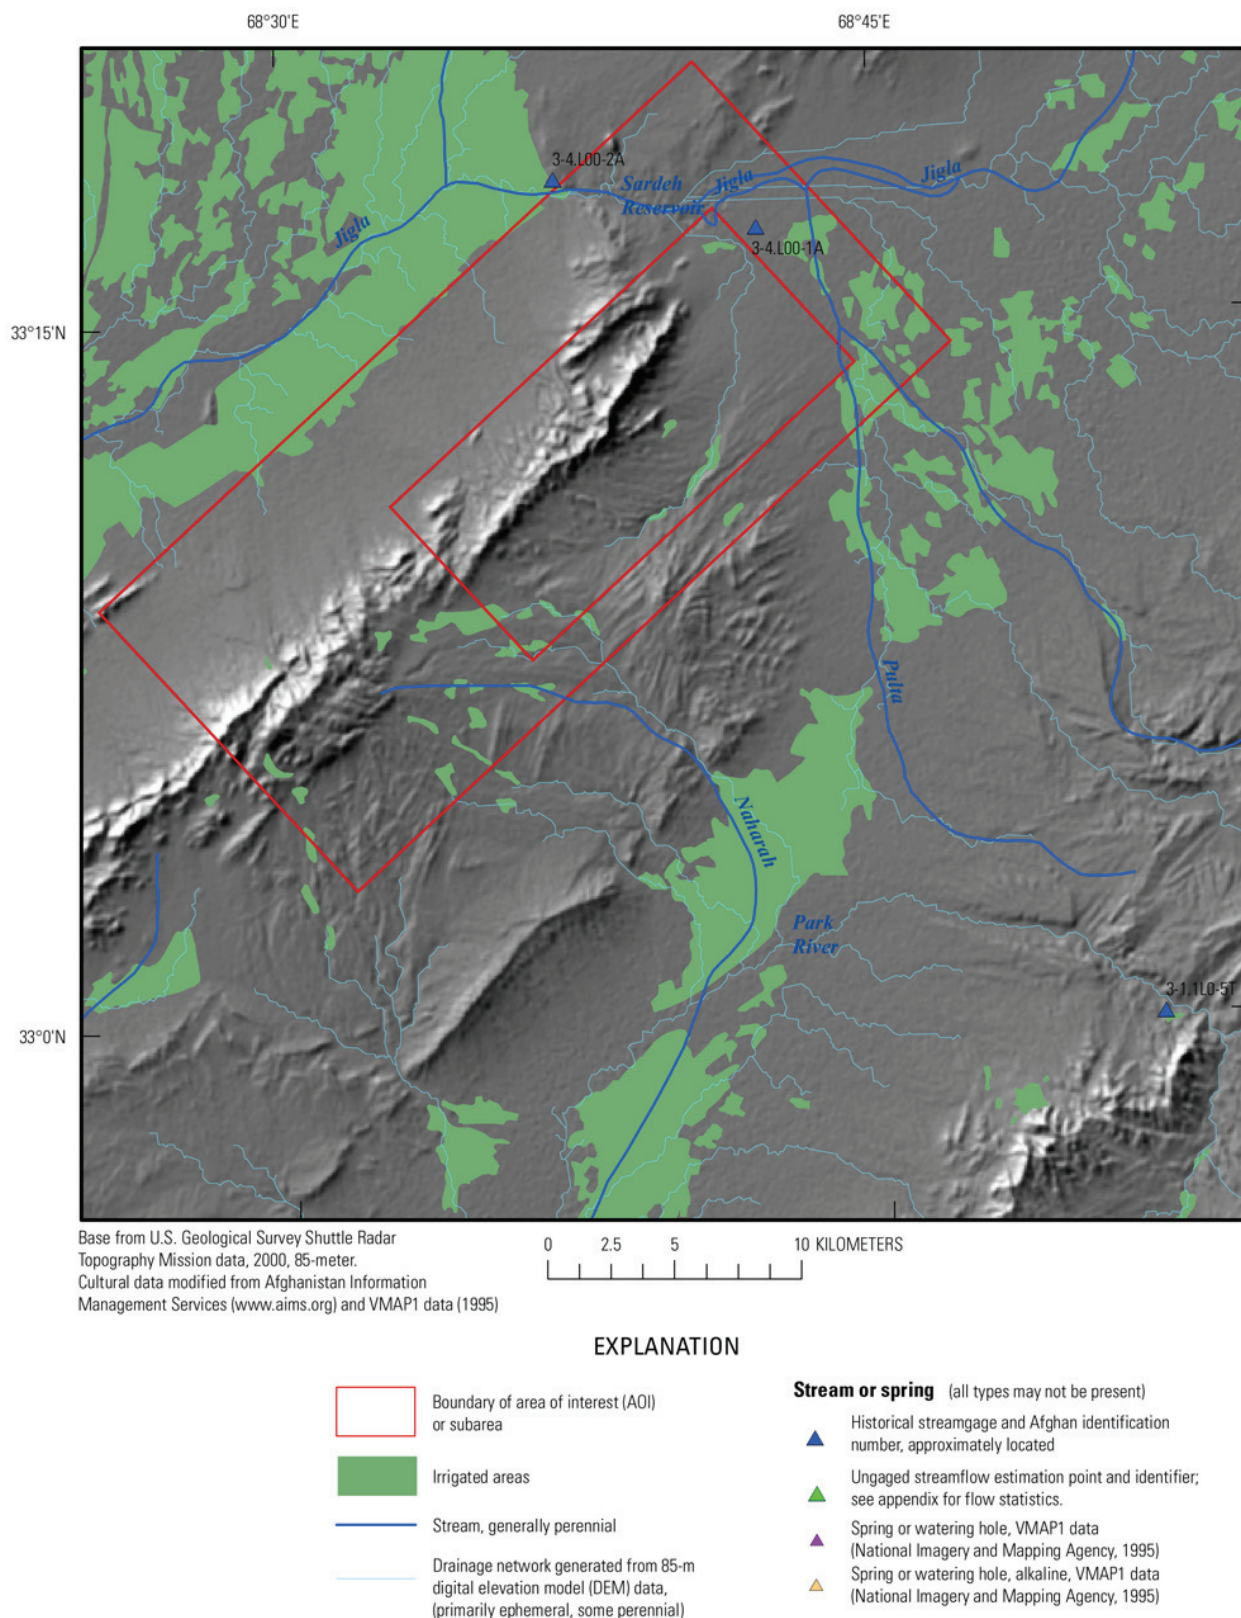 68°30'E
68°45'E
3-4.L00-2A
Sardeh
Reservoir
Jigla
Jigla
Jigla
3-4.L00-1A
33°15'N
Pulta
Naharah
Park
River
3-1.1L0-5T
33°0'N
Base from U.S. Geological Survey Shuttle Radar
Topography Mission data, 2000, 85-meter.
Cultural data modified from Afghanistan Information
Management Services (www.aims.org) and VMAP1 data (1995)
0 2.5 5 10 KILOMETERS
EXPLANATION
Boundary of area of interest (AOI)
or subarea
Irrigated areas
Stream, generally perennial
Drainage network generated from 85-m
digital elevation model (DEM) data,
(primarily ephemeral, some perennial)
Stream or spring (all types may not be present)
Historical streamgage and Afghan identification
number, approximately located
Ungaged streamflow estimation point and identifier;
see appendix for flow statistics.
Spring or watering hole, VMAP1 data
(National Imagery and Mapping Agency, 1995)
Spring or watering hole, alkaline, VMAP1 data
(National Imagery and Mapping Agency, 1995)